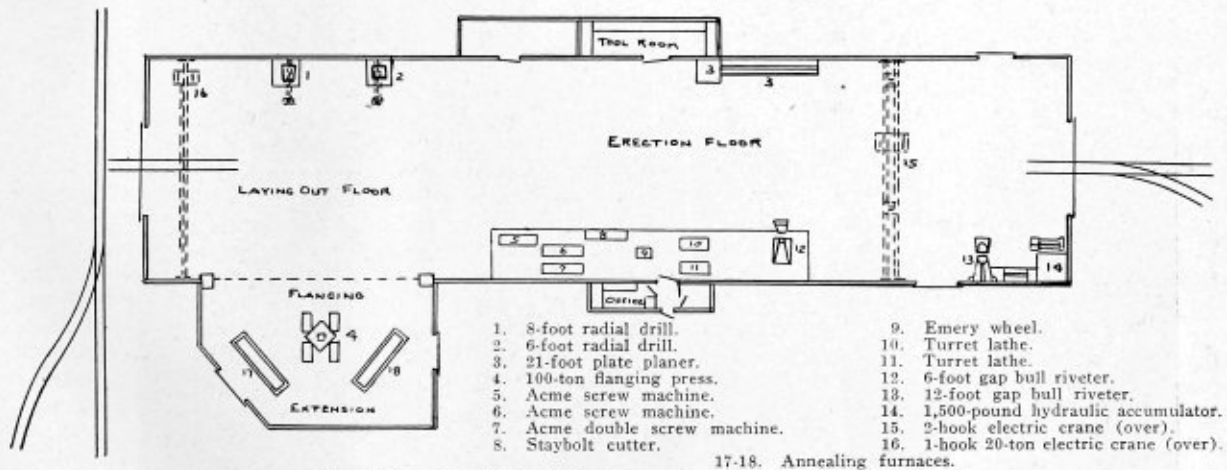 TOOL ROOM
1
2
3
3
16
ERECTION FLOOR
15
LAYING OUT FLOOR
5
6
7
8
9
10
11
12
13
14
OFFICE
FLANGING
4
17
18
EXTENSION
1. 8-foot radial drill.
2. 6-foot radial drill.
3. 21-foot plate planer.
4. 100-ton flanging press.
5. Acme screw machine.
6. Acme screw machine.
7. Acme double screw machine.
8. Staybolt cutter.
9. Emery wheel.
10. Turret lathe.
11. Turret lathe.
12. 6-foot gap bull riveter.
13. 12-foot gap bull riveter.
14. 1,500-pound hydraulic accumulator.
15. 2-hook electric crane (over).
16. 1-hook 20-ton electric crane (over).
17-18. Annealing furnaces.